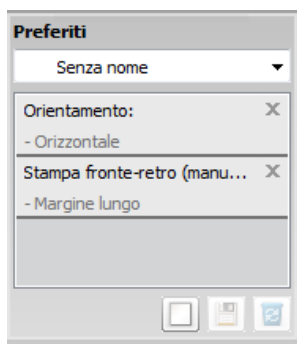 Preferiti
Senza nome
Orientamento:
- Orizzontale
Stampa fronte-retro (manu...
- Margine lungo